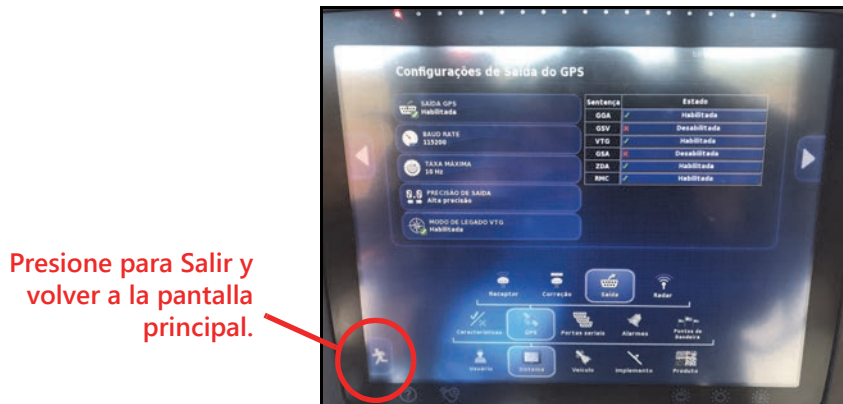 Presione para Salir y
volver a la pantalla
principal.
Configurações de Saída do GPS
SAÍDA GPS
Habilitada
BAUD RATE
115200
TAXA MÁXIMA
10 Hz
PRECISÃO DE SAÍDA
Alta precisão
MODO DE LEGADO VTG
Habilitada
Sentença Estado
GGA Habilitada
GSV Desabilitada
VTG Habilitada
GSA Desabilitada
ZDA Habilitada
RMC Habilitada
Receptor Correção Saída Radar
Características GPS Portas seriais Alarmes Pontos de
Bandeira
Usuário Sistema Veículo Implemento Produto